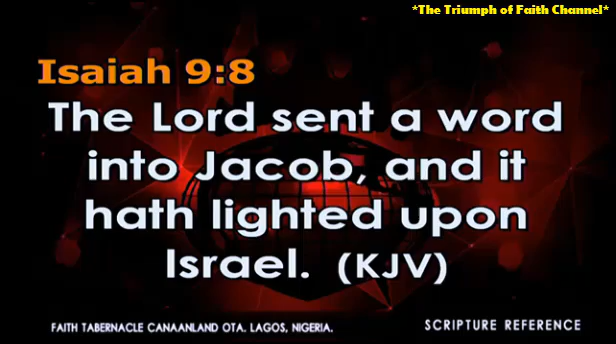 *The Triumph of Faith Channel*
Isaiah 9:8
The Lord sent a word
into Jacob, and it
hath lighted upon
Israel. (KJV)
FAITH TABERNACLE CANAANLAND OTA. LAGOS, NIGERIA.
SCRIPTURE REFERENCE